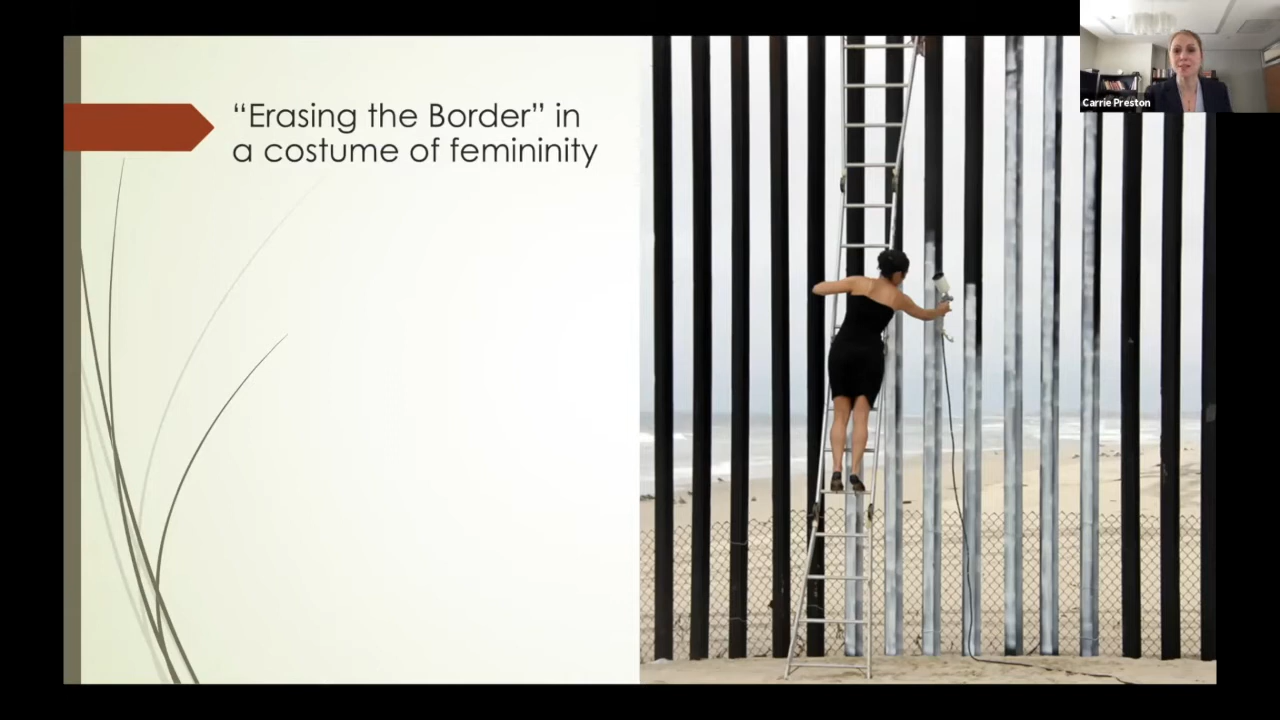 “Erasing the Border” in
a costume of femininity
Carrie Preston